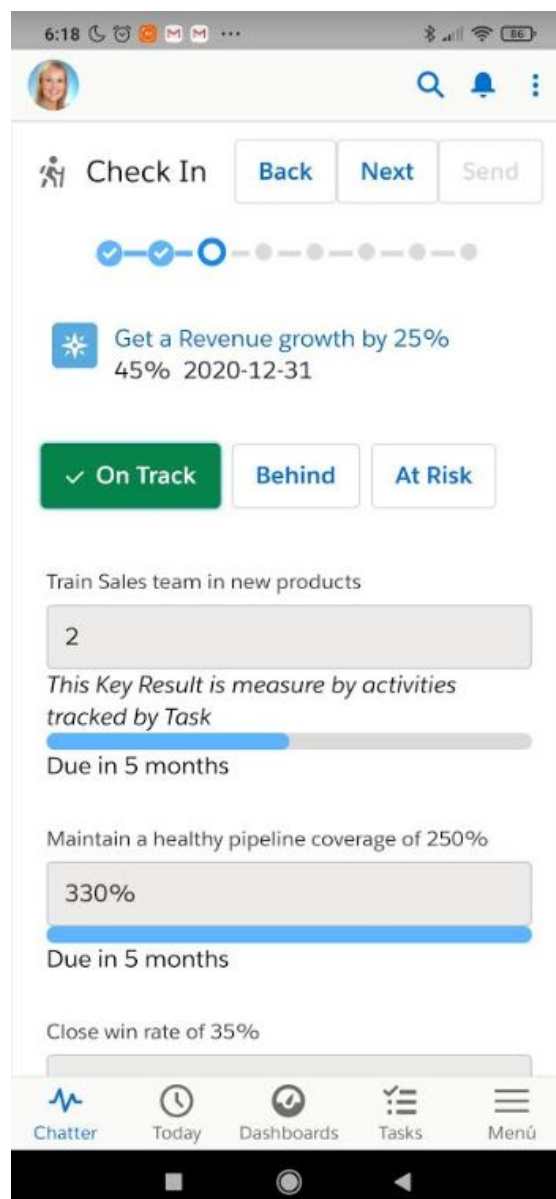 6:18
86
Check In
Back
Next
Send
Get a Revenue growth by 25%
45% 2020-12-31
On Track
Behind
At Risk
Train Sales team in new products
2
This Key Result is measure by activities
tracked by Task
Due in 5 months
Maintain a healthy pipeline coverage of 250%
330%
Due in 5 months
Close win rate of 35%
Chatter
Today
Dashboards
Tasks
Menú